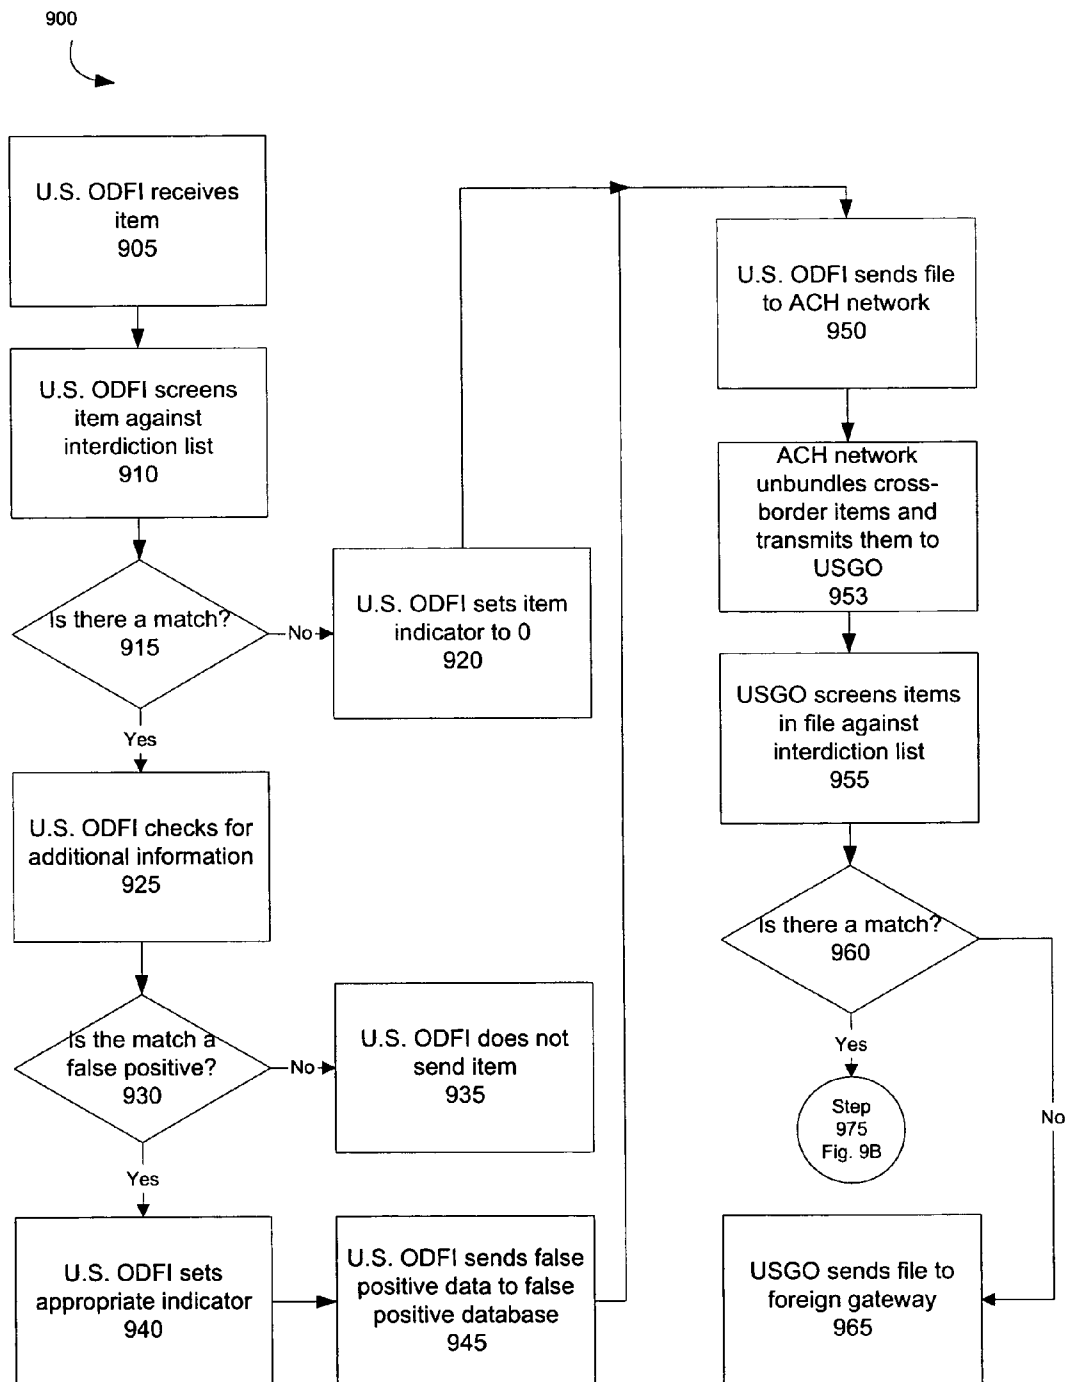 900
U.S. ODFI receives
item
905
U.S. ODFI screens
item against
interdiction list
910
Is there a match?
915
No
U.S. ODFI sets item
indicator to 0
920
Yes
U.S. ODFI checks for
additional information
925
Is the match a
false positive?
930
No
U.S. ODFI does not
send item
935
Yes
U.S. ODFI sets
appropriate indicator
940
U.S. ODFI sends false
positive data to false
positive database
945
U.S. ODFI sends file
to ACH network
950
ACH network
unbundles cross-
border items and
transmits them to
USGO
953
USGO screens items
in file against
interdiction list
955
Is there a match?
960
Yes
Step
975
Fig. 9B
No
USGO sends file to
foreign gateway
965